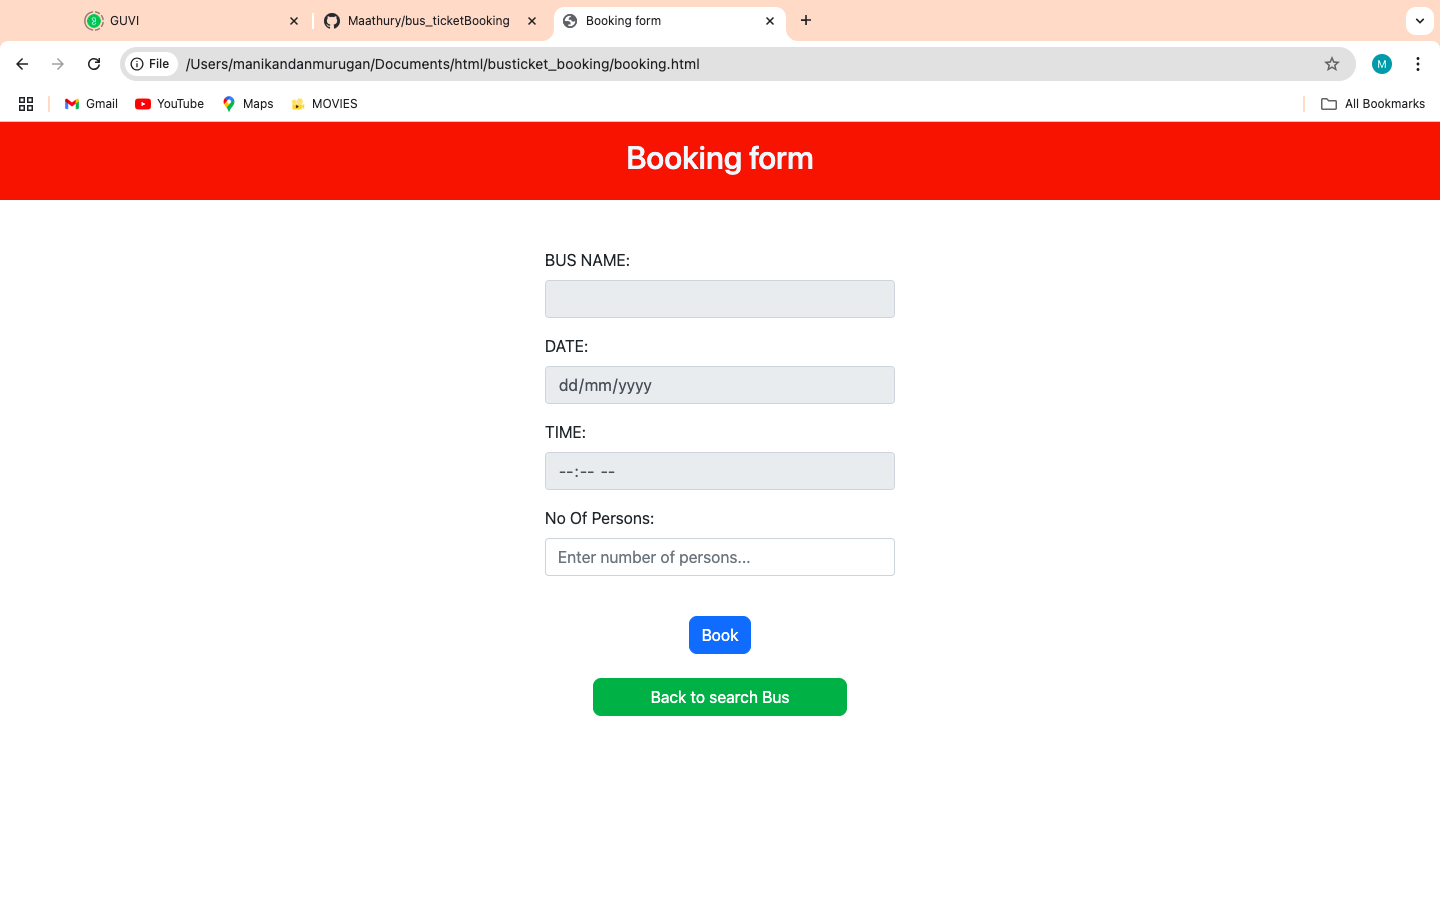 GUVI
Maathury/bus_ticketBooking
Booking form
File
/Users/manikandanmurugan/Documents/html/busticket_booking/booking.html
M
Gmail
YouTube
Maps
MOVIES
All Bookmarks
Booking form
BUS NAME:
DATE:
dd/mm/yyyy
TIME:
--:-- --
No Of Persons:
Enter number of persons...
Book
Back to search Bus